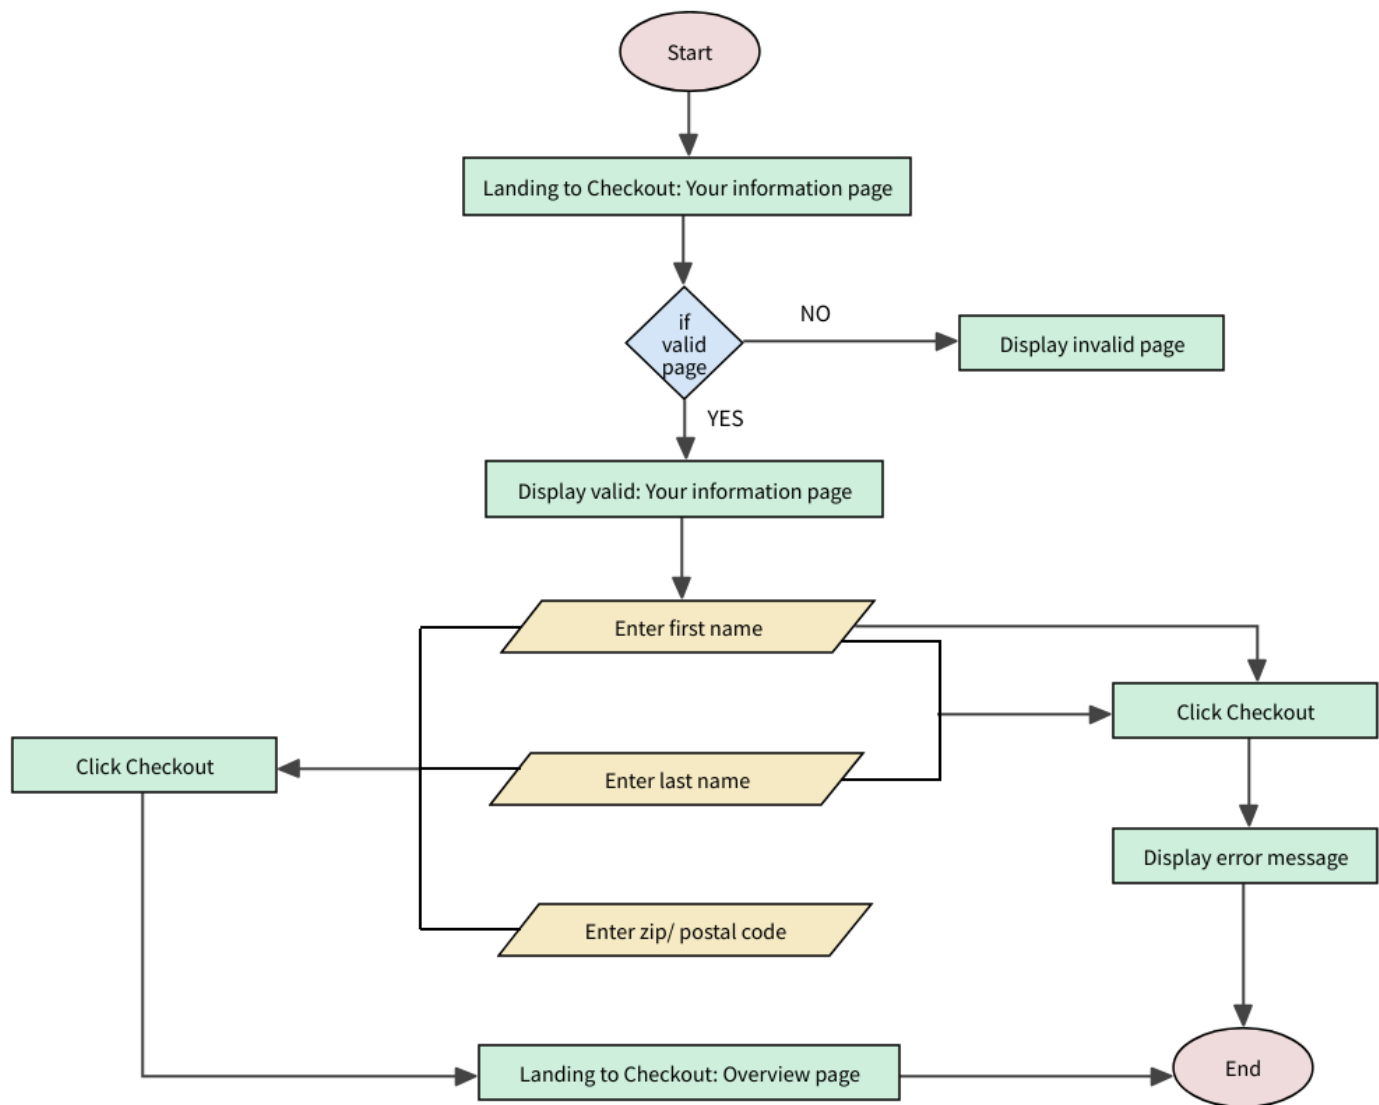 Start
Landing to Checkout: Your information page
if
valid
page
NO
Display invalid page
YES
Display valid: Your information page
Enter first name
Click Checkout
Click Checkout
Enter last name
Display error message
Enter zip/ postal code
Landing to Checkout: Overview page
End